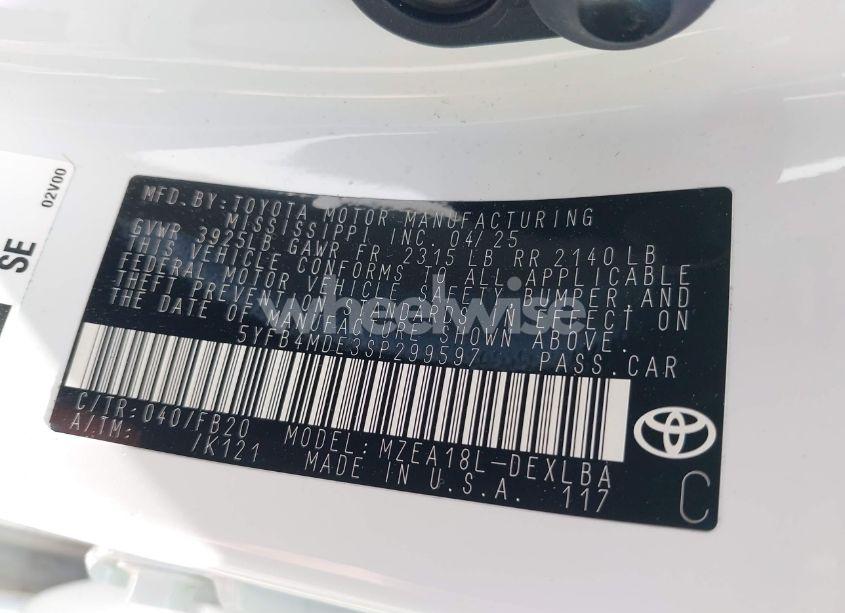 02V00
SE
MFD. BY: TOYOTA MOTOR MANUFACTURING
MISSISSIPPI, INC. 04/25
GVWR 3925LB GAWR FR 2315 LB RR 2140 LB
THIS VEHICLE CONFORMS TO ALL APPLICABLE
FEDERAL MOTOR VEHICLE SAFETY, BUMPER AND
THEFT PREVENTION STANDARDS IN EFFECT ON
THE DATE OF MANUFACTURE SHOWN ABOVE.
5YFB4MDE3SP299597 PASS. CAR
C/TR: 040/FB20 MODEL: MZEA18L-DEXLBA
A/TM: /K121 MADE IN U.S.A. 117
C
wheelwise